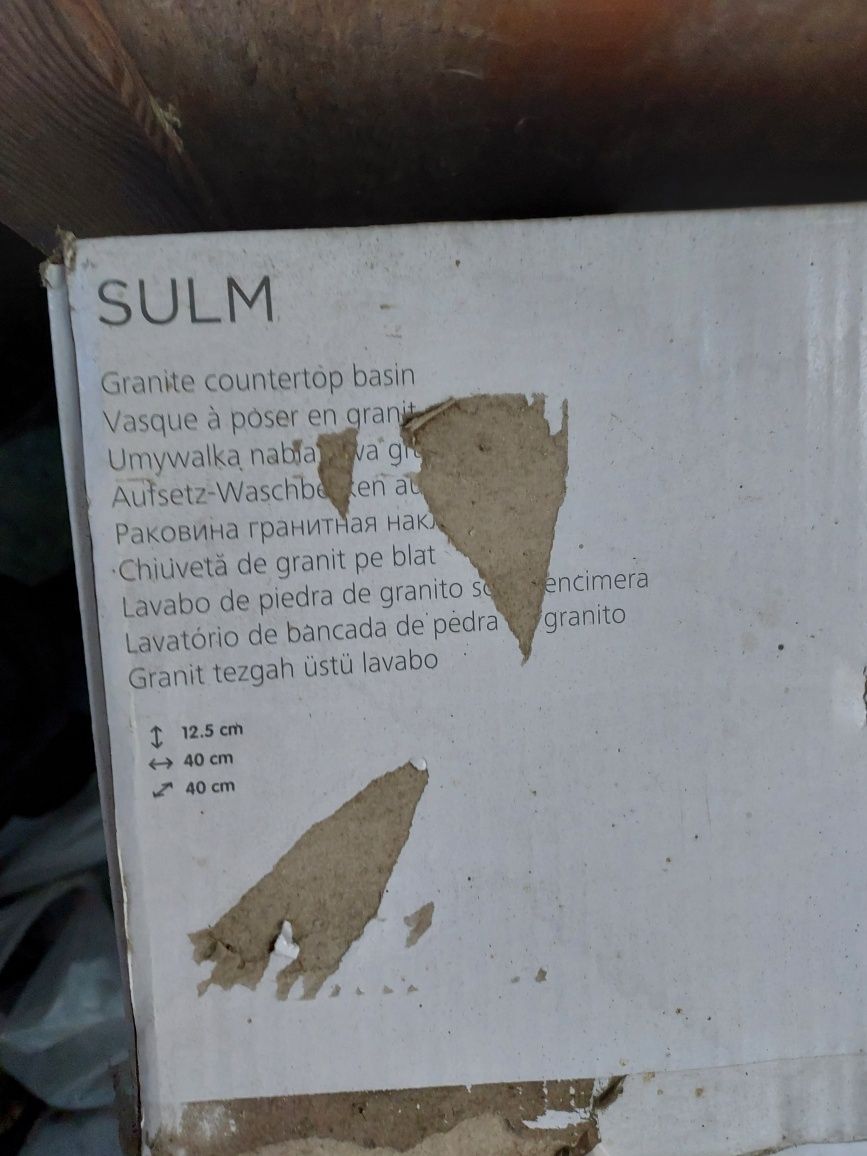 SULM
Granite countertop basin
Vasque à poser en granit
Umywalka
Aufsetz-Waschbecken
Раковина гранитная
Chiuvetă de granit pe blat
Lavabo de piedra de granito encimera
Lavatório de bancada de pedra granito
Granit tezgah üstü lavabo
12.5 cm
40 cm
40 cm